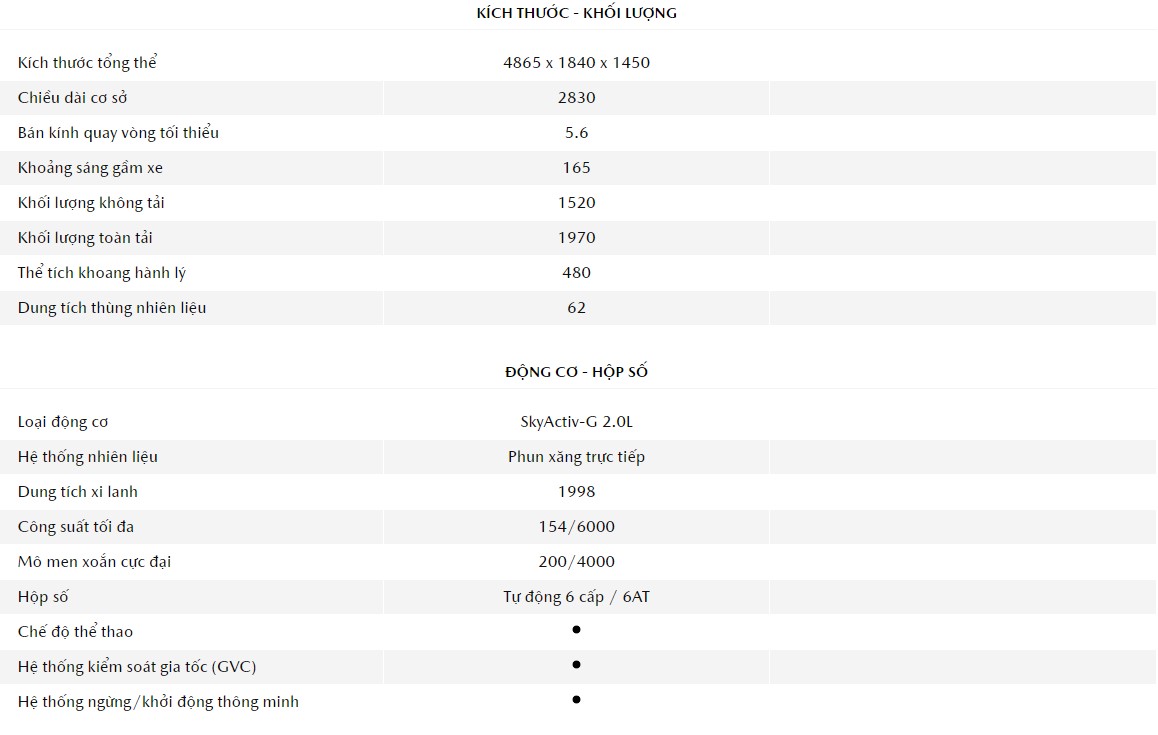 KÍCH THƯỚC - KHỐI LƯỢNG
Kích thước tổng thể 4865 x 1840 x 1450
Chiều dài cơ sở 2830
Bán kính quay vòng tối thiểu 5.6
Khoảng sáng gầm xe 165
Khối lượng không tải 1520
Khối lượng toàn tải 1970
Thể tích khoang hành lý 480
Dung tích thùng nhiên liệu 62
ĐỘNG CƠ - HỘP SỐ
Loại động cơ SkyActiv-G 2.0L
Hệ thống nhiên liệu Phun xăng trực tiếp
Dung tích xi lanh 1998
Công suất tối đa 154/6000
Mô men xoắn cực đại 200/4000
Hộp số Tự động 6 cấp / 6AT
Chế độ thể thao •
Hệ thống kiểm soát gia tốc (GVC) •
Hệ thống ngừng/khởi động thông minh •